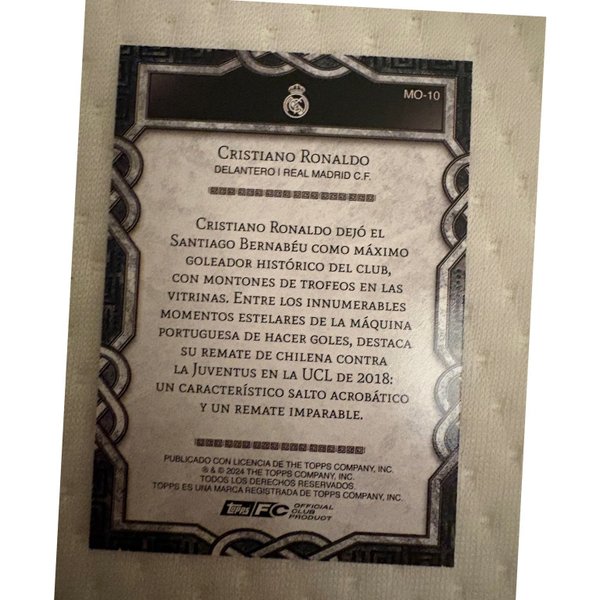 MO-10
Cristiano Ronaldo
DELANTERO | REAL MADRID C.F.
Cristiano Ronaldo dejó el
Santiago Bernabéu como máximo
goleador histórico del club,
con montones de trofeos en las
vitrinas. Entre los innumerables
momentos estelares de la máquina
portuguesa de hacer goles, destaca
su remate de chilena contra
la Juventus en la UCL de 2018:
un característico salto acrobático
y un remate imparable.
PUBLICADO CON LICENCIA DE THE TOPPS COMPANY, INC.
® & © 2024 THE TOPPS COMPANY, INC.
TODOS LOS DERECHOS RESERVADOS.
TOPPS ES UNA MARCA REGISTRADA DE TOPPS COMPANY, INC.
Topps FC OFFICIAL
CLUB
PRODUCT